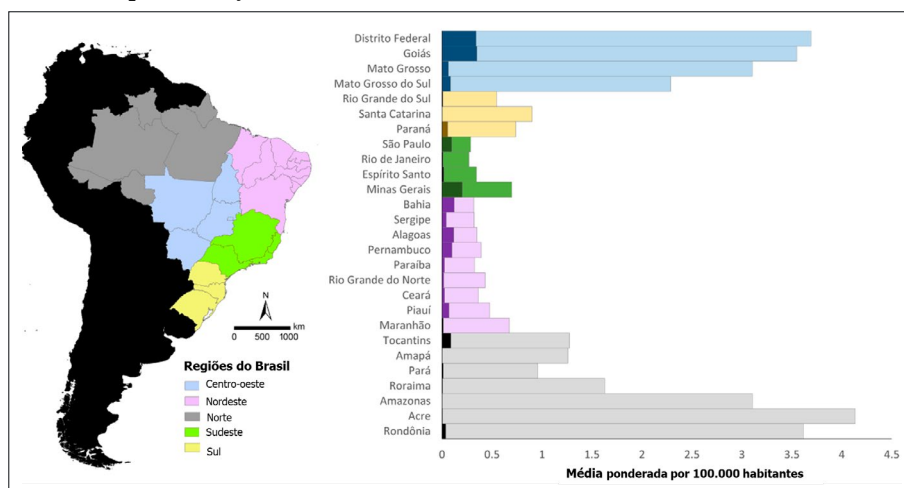 N
km
0 500 1000
Regiões do Brasil
Centro-oeste
Nordeste
Norte
Sudeste
Sul
Distrito Federal
Goiás
Mato Grosso
Mato Grosso do Sul
Rio Grande do Sul
Santa Catarina
Paraná
São Paulo
Rio de Janeiro
Espírito Santo
Minas Gerais
Bahia
Sergipe
Alagoas
Pernambuco
Paraíba
Rio Grande do Norte
Ceará
Piauí
Maranhão
Tocantins
Amapá
Pará
Roraima
Amazonas
Acre
Rondônia
0 0.5 1 1.5 2 2.5 3 3.5 4 4.5
Média ponderada por 100.000 habitantes